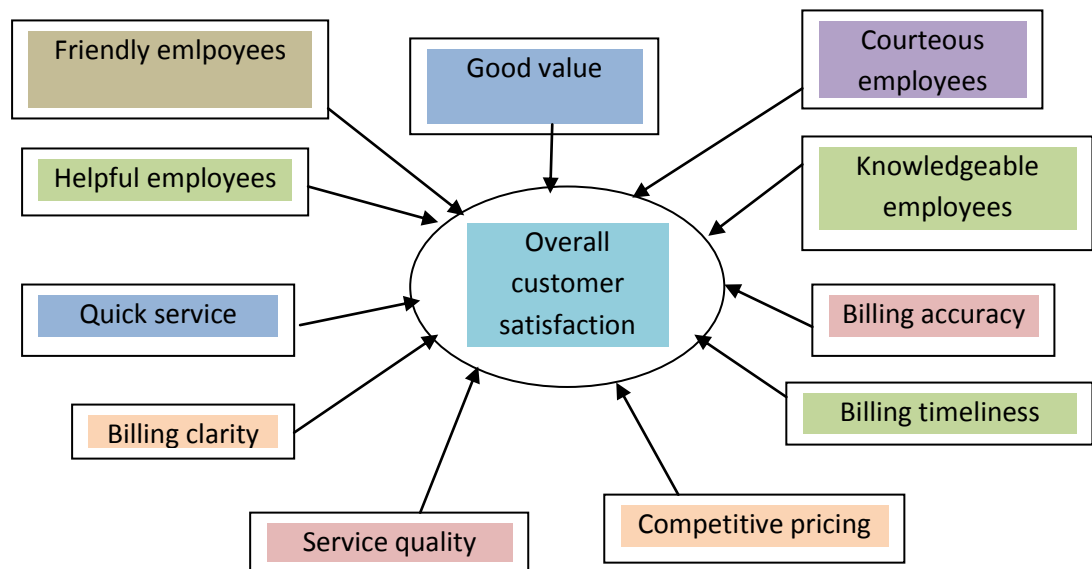 Friendly emlpoyees
Good value
Courteous
employees
Helpful employees
Knowledgeable
employees
Overall
customer
satisfaction
Quick service
Billing accuracy
Billing clarity
Billing timeliness
Service quality
Competitive pricing